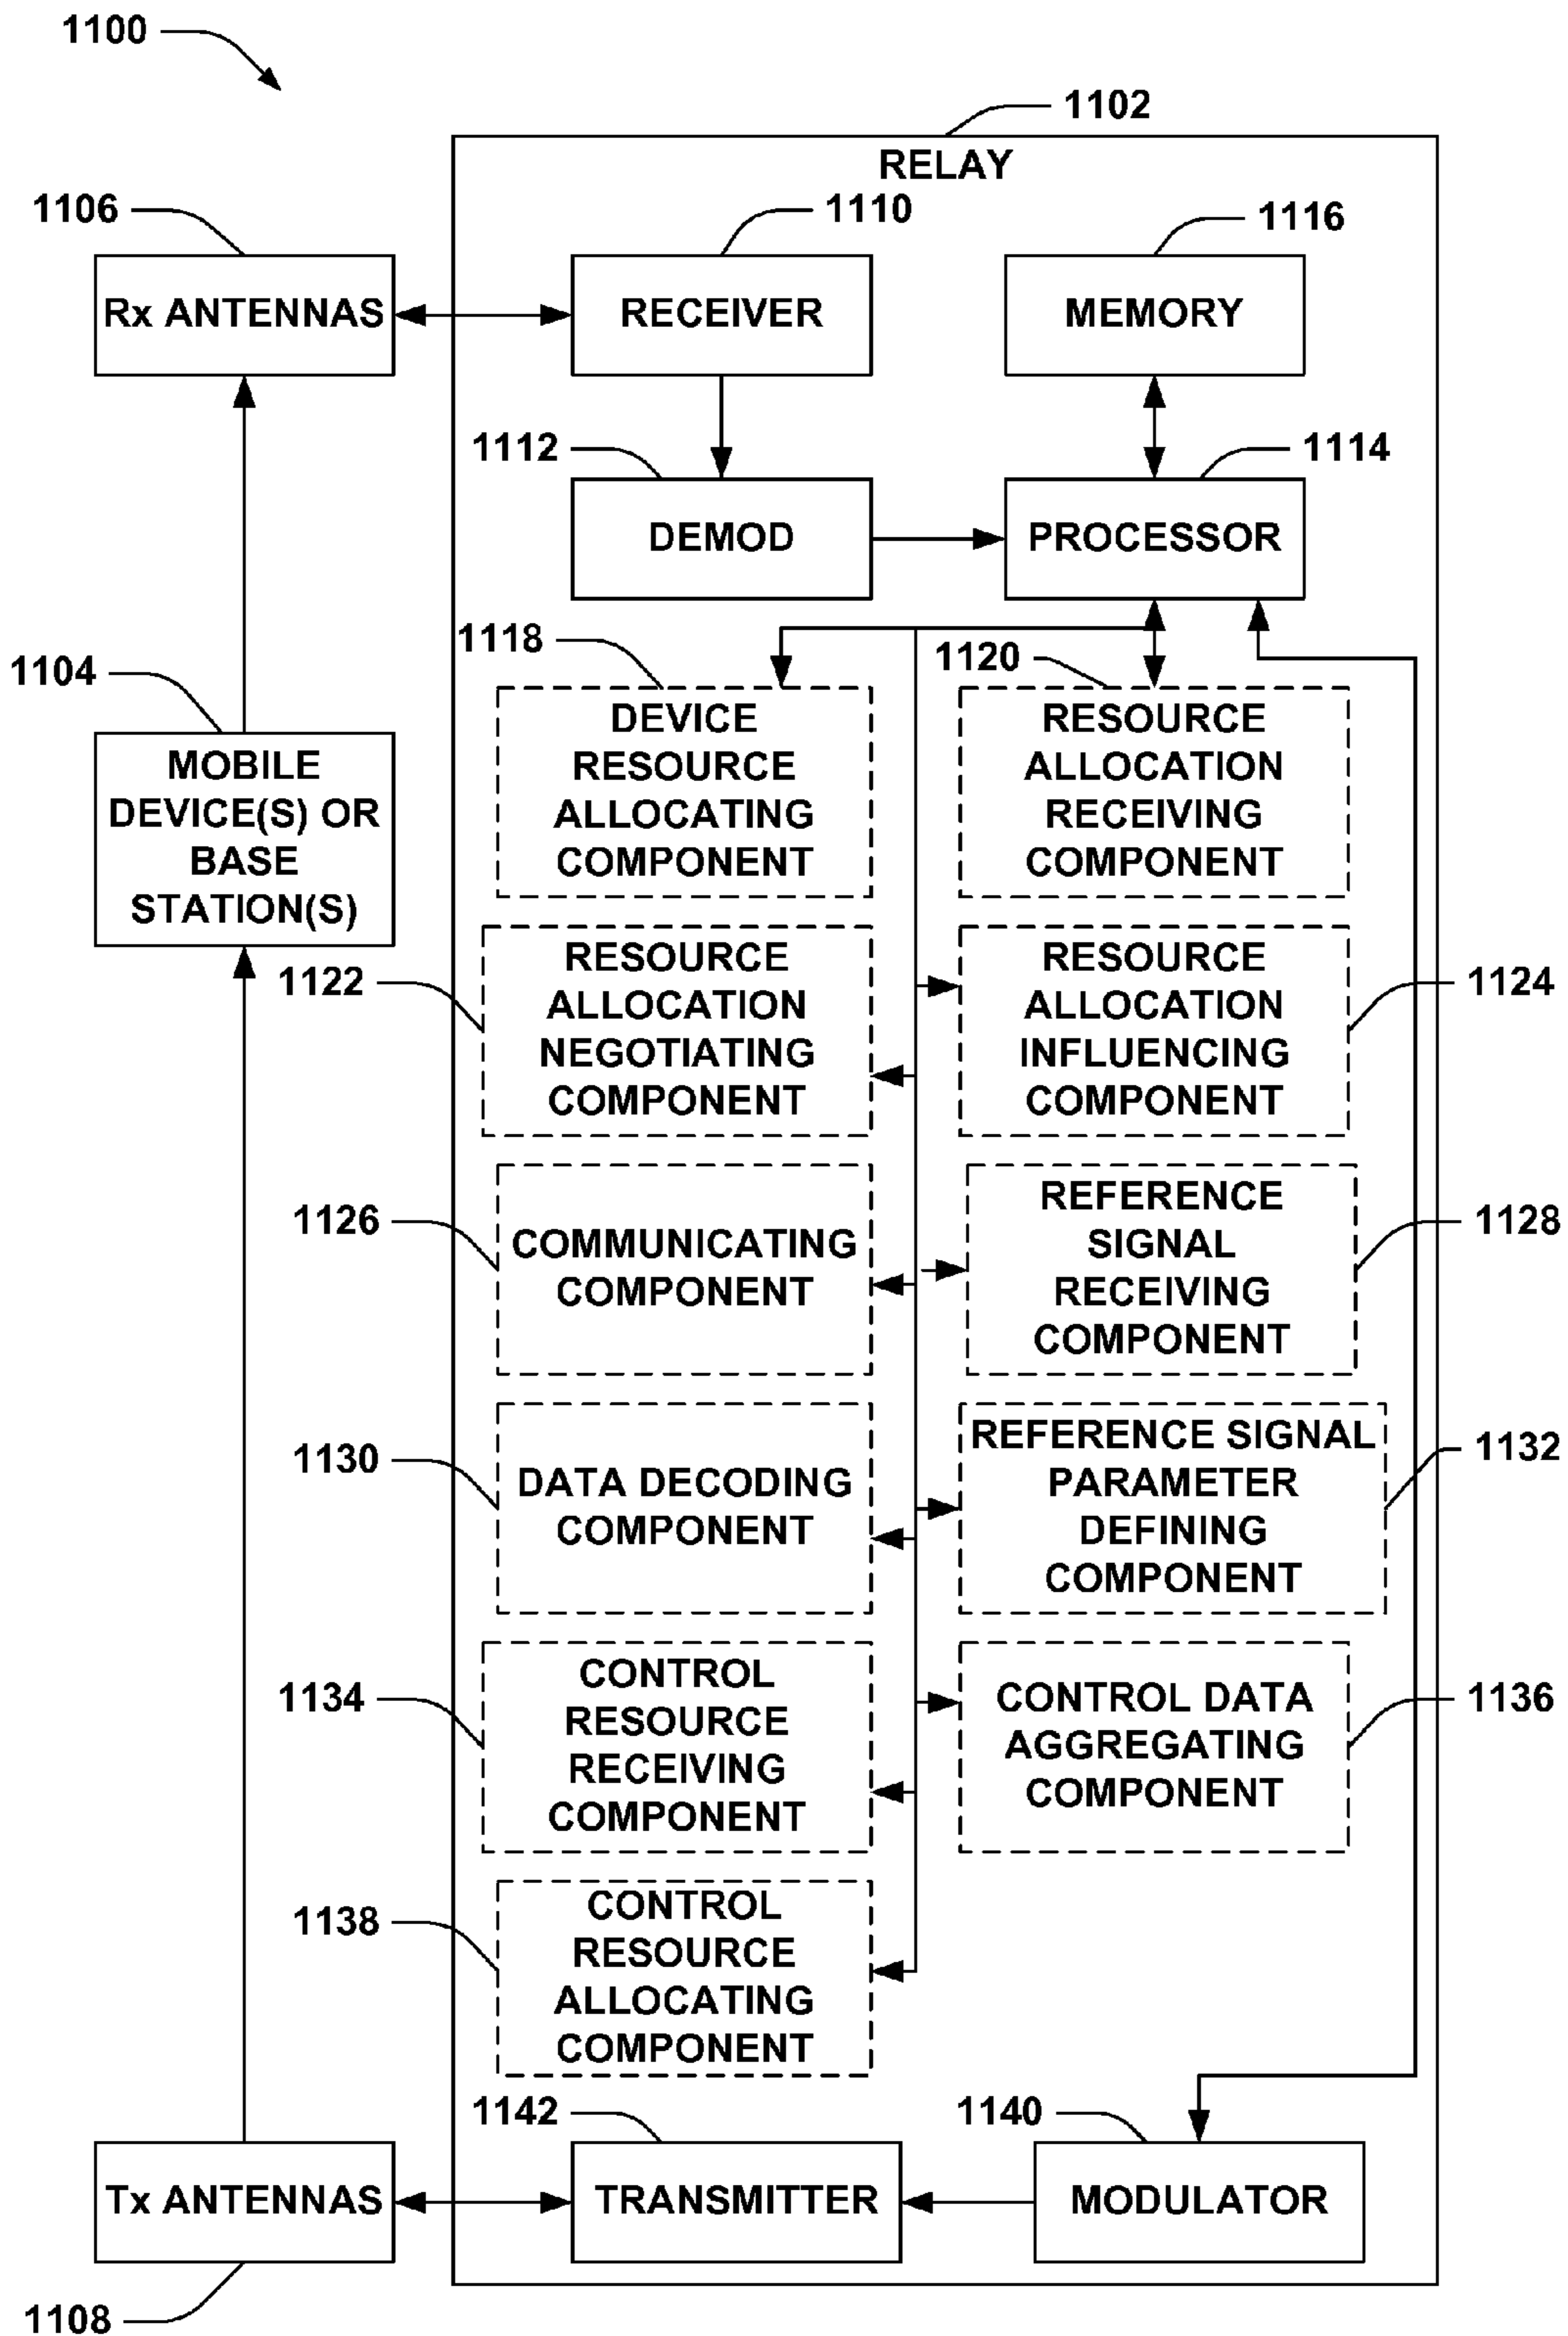 1100
1102
RELAY
1106
1110
1116
Rx ANTENNAS
RECEIVER
MEMORY
1112
1114
DEMOD
PROCESSOR
1118
1120
1104
DEVICE
RESOURCE
ALLOCATING
COMPONENT
RESOURCE
ALLOCATION
RECEIVING
COMPONENT
MOBILE
DEVICE(S) OR
BASE
STATION(S)
1122
RESOURCE
ALLOCATION
NEGOTIATING
COMPONENT
RESOURCE
ALLOCATION
INFLUENCING
COMPONENT
1124
1126
COMMUNICATING
COMPONENT
REFERENCE
SIGNAL
RECEIVING
COMPONENT
1128
1130
DATA DECODING
COMPONENT
REFERENCE SIGNAL
PARAMETER
DEFINING
COMPONENT
1132
1134
CONTROL
RESOURCE
RECEIVING
COMPONENT
CONTROL DATA
AGGREGATING
COMPONENT
1136
1138
CONTROL
RESOURCE
ALLOCATING
COMPONENT
1142
1140
Tx ANTENNAS
TRANSMITTER
MODULATOR
1108